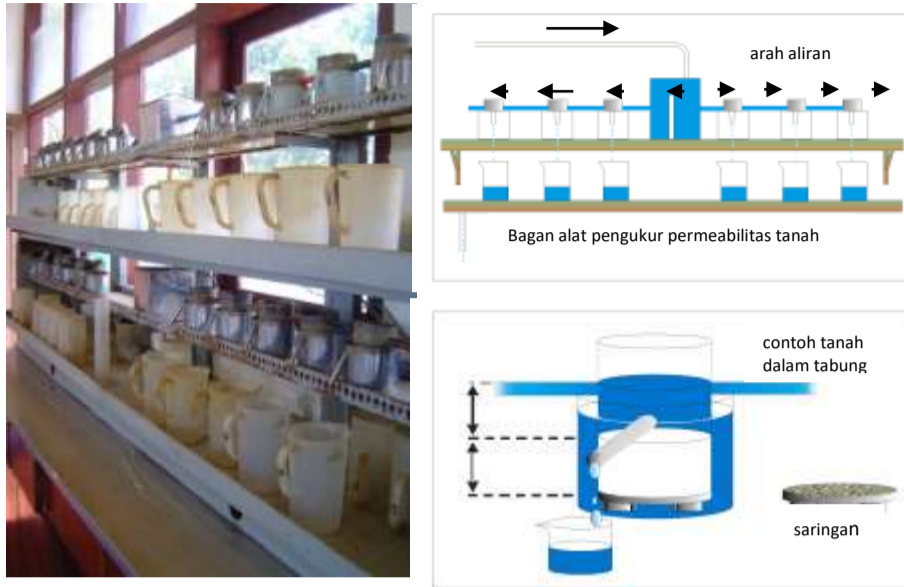 arah aliran
Bagan alat pengukur permeabilitas tanah
contoh tanah
dalam tabung
saringan